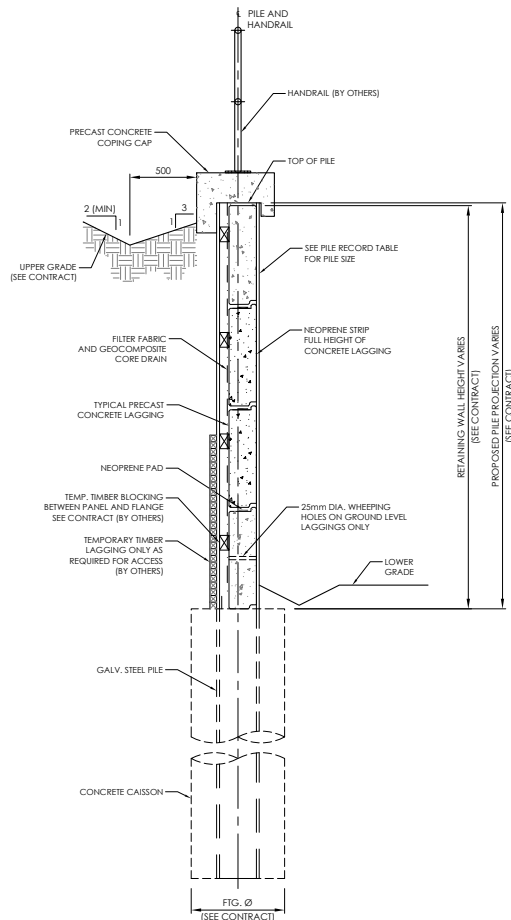 ℄ PILE AND
HANDRAIL
HANDRAIL (BY OTHERS)
PRECAST CONCRETE
COPING CAP
TOP OF PILE
500
2 (MIN)
1
3
1
UPPER GRADE
(SEE CONTRACT)
SEE PILE RECORD TABLE
FOR PILE SIZE
FILTER FABRIC
AND GEOCOMPOSITE
CORE DRAIN
NEOPRENE STRIP
FULL HEIGHT OF
CONCRETE LAGGING
TYPICAL PRECAST
CONCRETE LAGGING
RETAINING WALL HEIGHT VARIES
(SEE CONTRACT)
PROPOSED PILE PROJECTION VARIES
(SEE CONTRACT)
NEOPRENE PAD
TEMP. TIMBER BLOCKING
BETWEEN PANEL AND FLANGE
SEE CONTRACT (BY OTHERS)
25mm DIA. WHEEPING
HOLES ON GROUND LEVEL
LAGGINGS ONLY
TEMPORARY TIMBER
LAGGING ONLY AS
REQUIRED FOR ACCESS
(BY OTHERS)
LOWER
GRADE
GALV. STEEL PILE
CONCRETE CAISSON
FTG. Ø
(SEE CONTRACT)